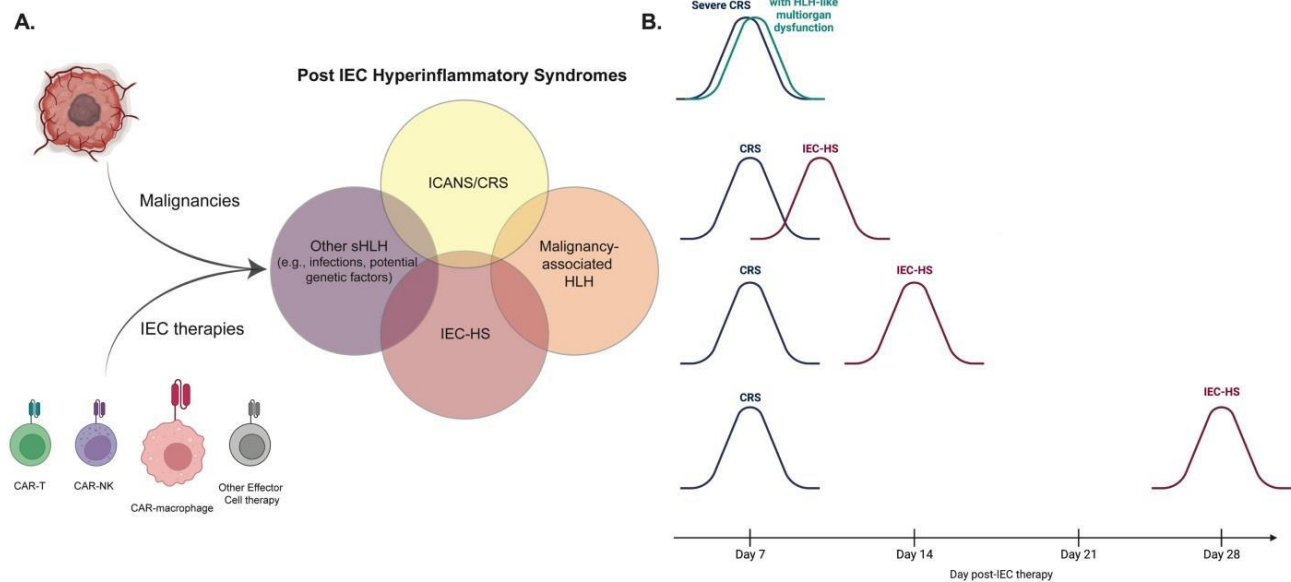 A.
Post IEC Hyperinflammatory Syndromes
Malignancies
IEC therapies
ICANS/CRS
Other sHLH
(e.g., infections, potential
genetic factors)
Malignancy-
associated
HLH
IEC-HS
CAR-T
CAR-NK
CAR-macrophage
Other Effector
Cell therapy
B.
Severe CRS
with HLH-like
multiorgan
dysfunction
CRS
IEC-HS
CRS
IEC-HS
CRS
IEC-HS
Day 7
Day 14
Day 21
Day 28
Day post-IEC therapy